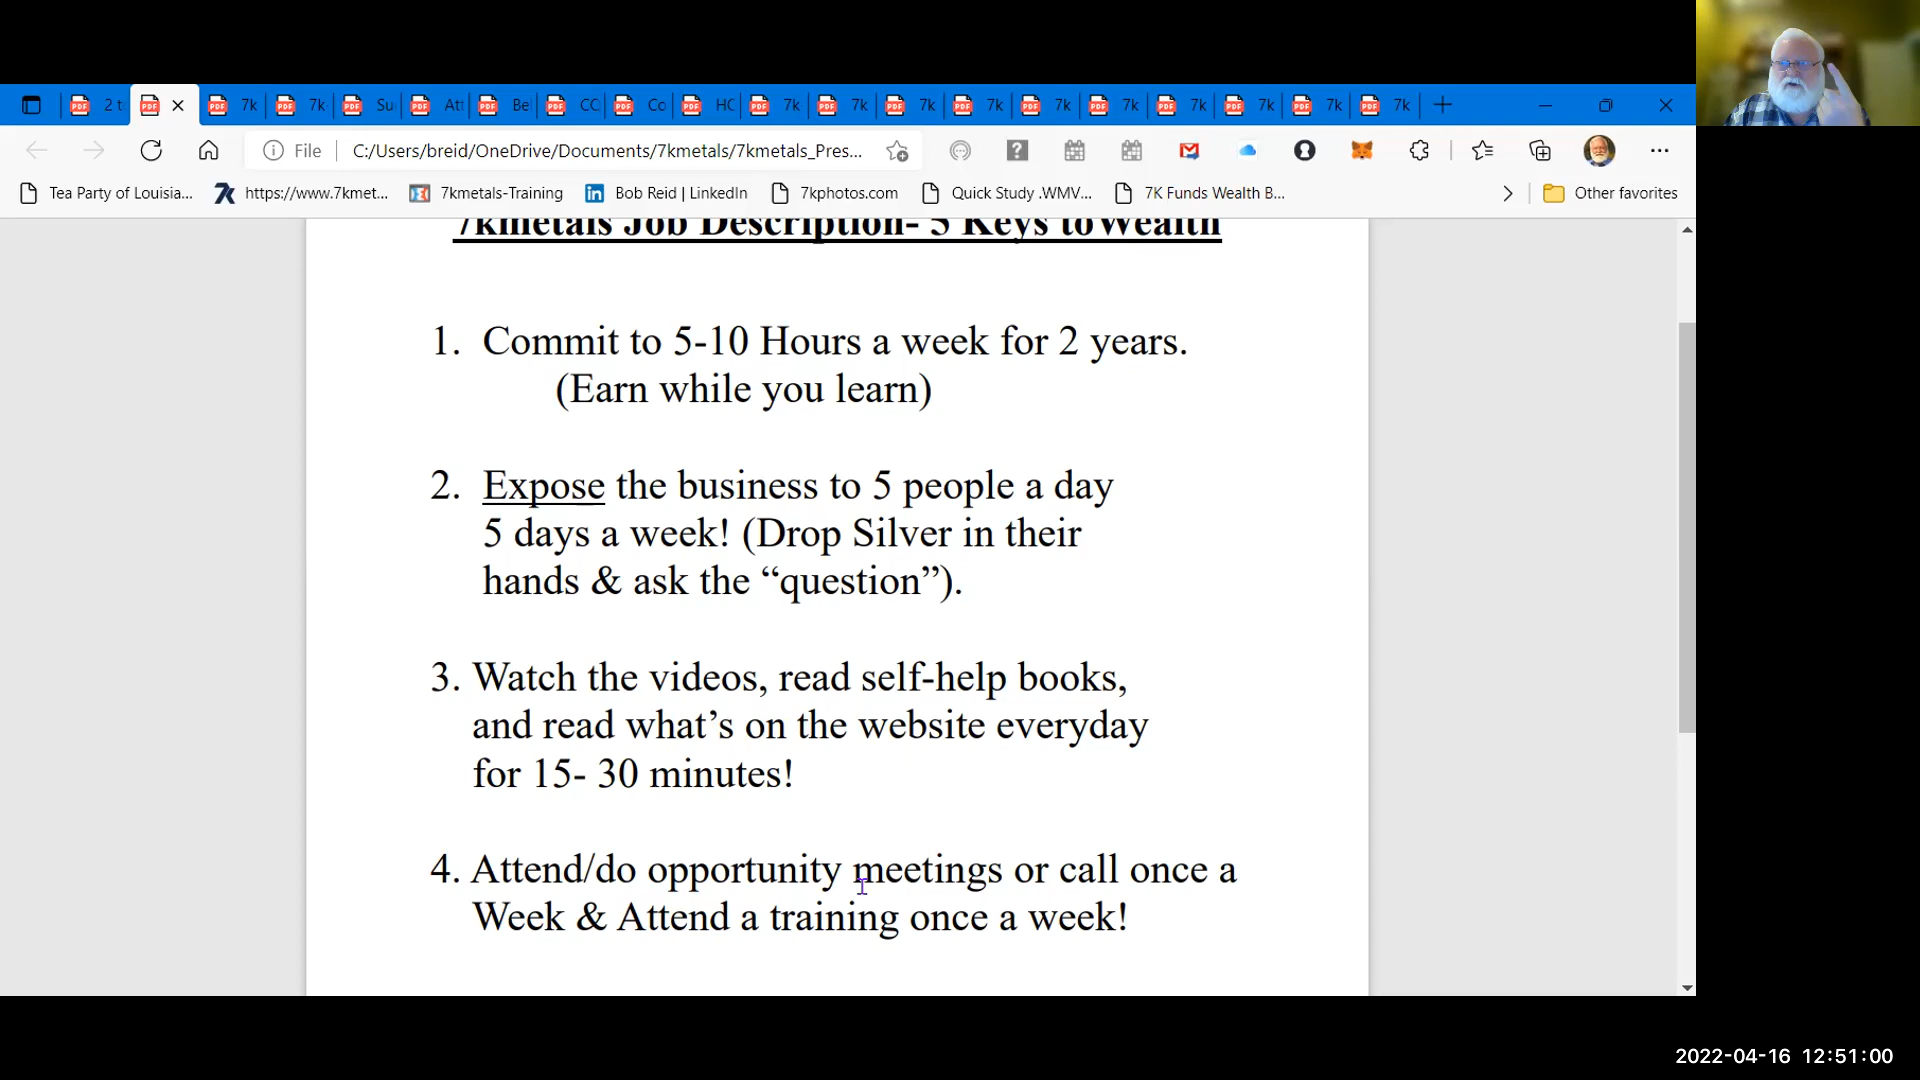 2 t
7k
7k
Su
Att
Be
CC
Co
HC
7k
7k
7k
7k
7k
7k
7k
7k
7k
7k
File
C:/Users/breid/OneDrive/Documents/7kmetals/7kmetals_Pres...
Tea Party of Louisia...
https://www.7kmet...
7kmetals-Training
Bob Reid | LinkedIn
7kphotos.com
Quick Study .WMV...
7K Funds Wealth B...
Other favorites
7kmetals Job Description- 5 Keys toWealth
1. Commit to 5-10 Hours a week for 2 years.
(Earn while you learn)
2. Expose the business to 5 people a day
5 days a week! (Drop Silver in their
hands & ask the “question”).
3. Watch the videos, read self-help books,
and read what’s on the website everyday
for 15- 30 minutes!
4. Attend/do opportunity meetings or call once a
Week & Attend a training once a week!
2022-04-16 12:51:00